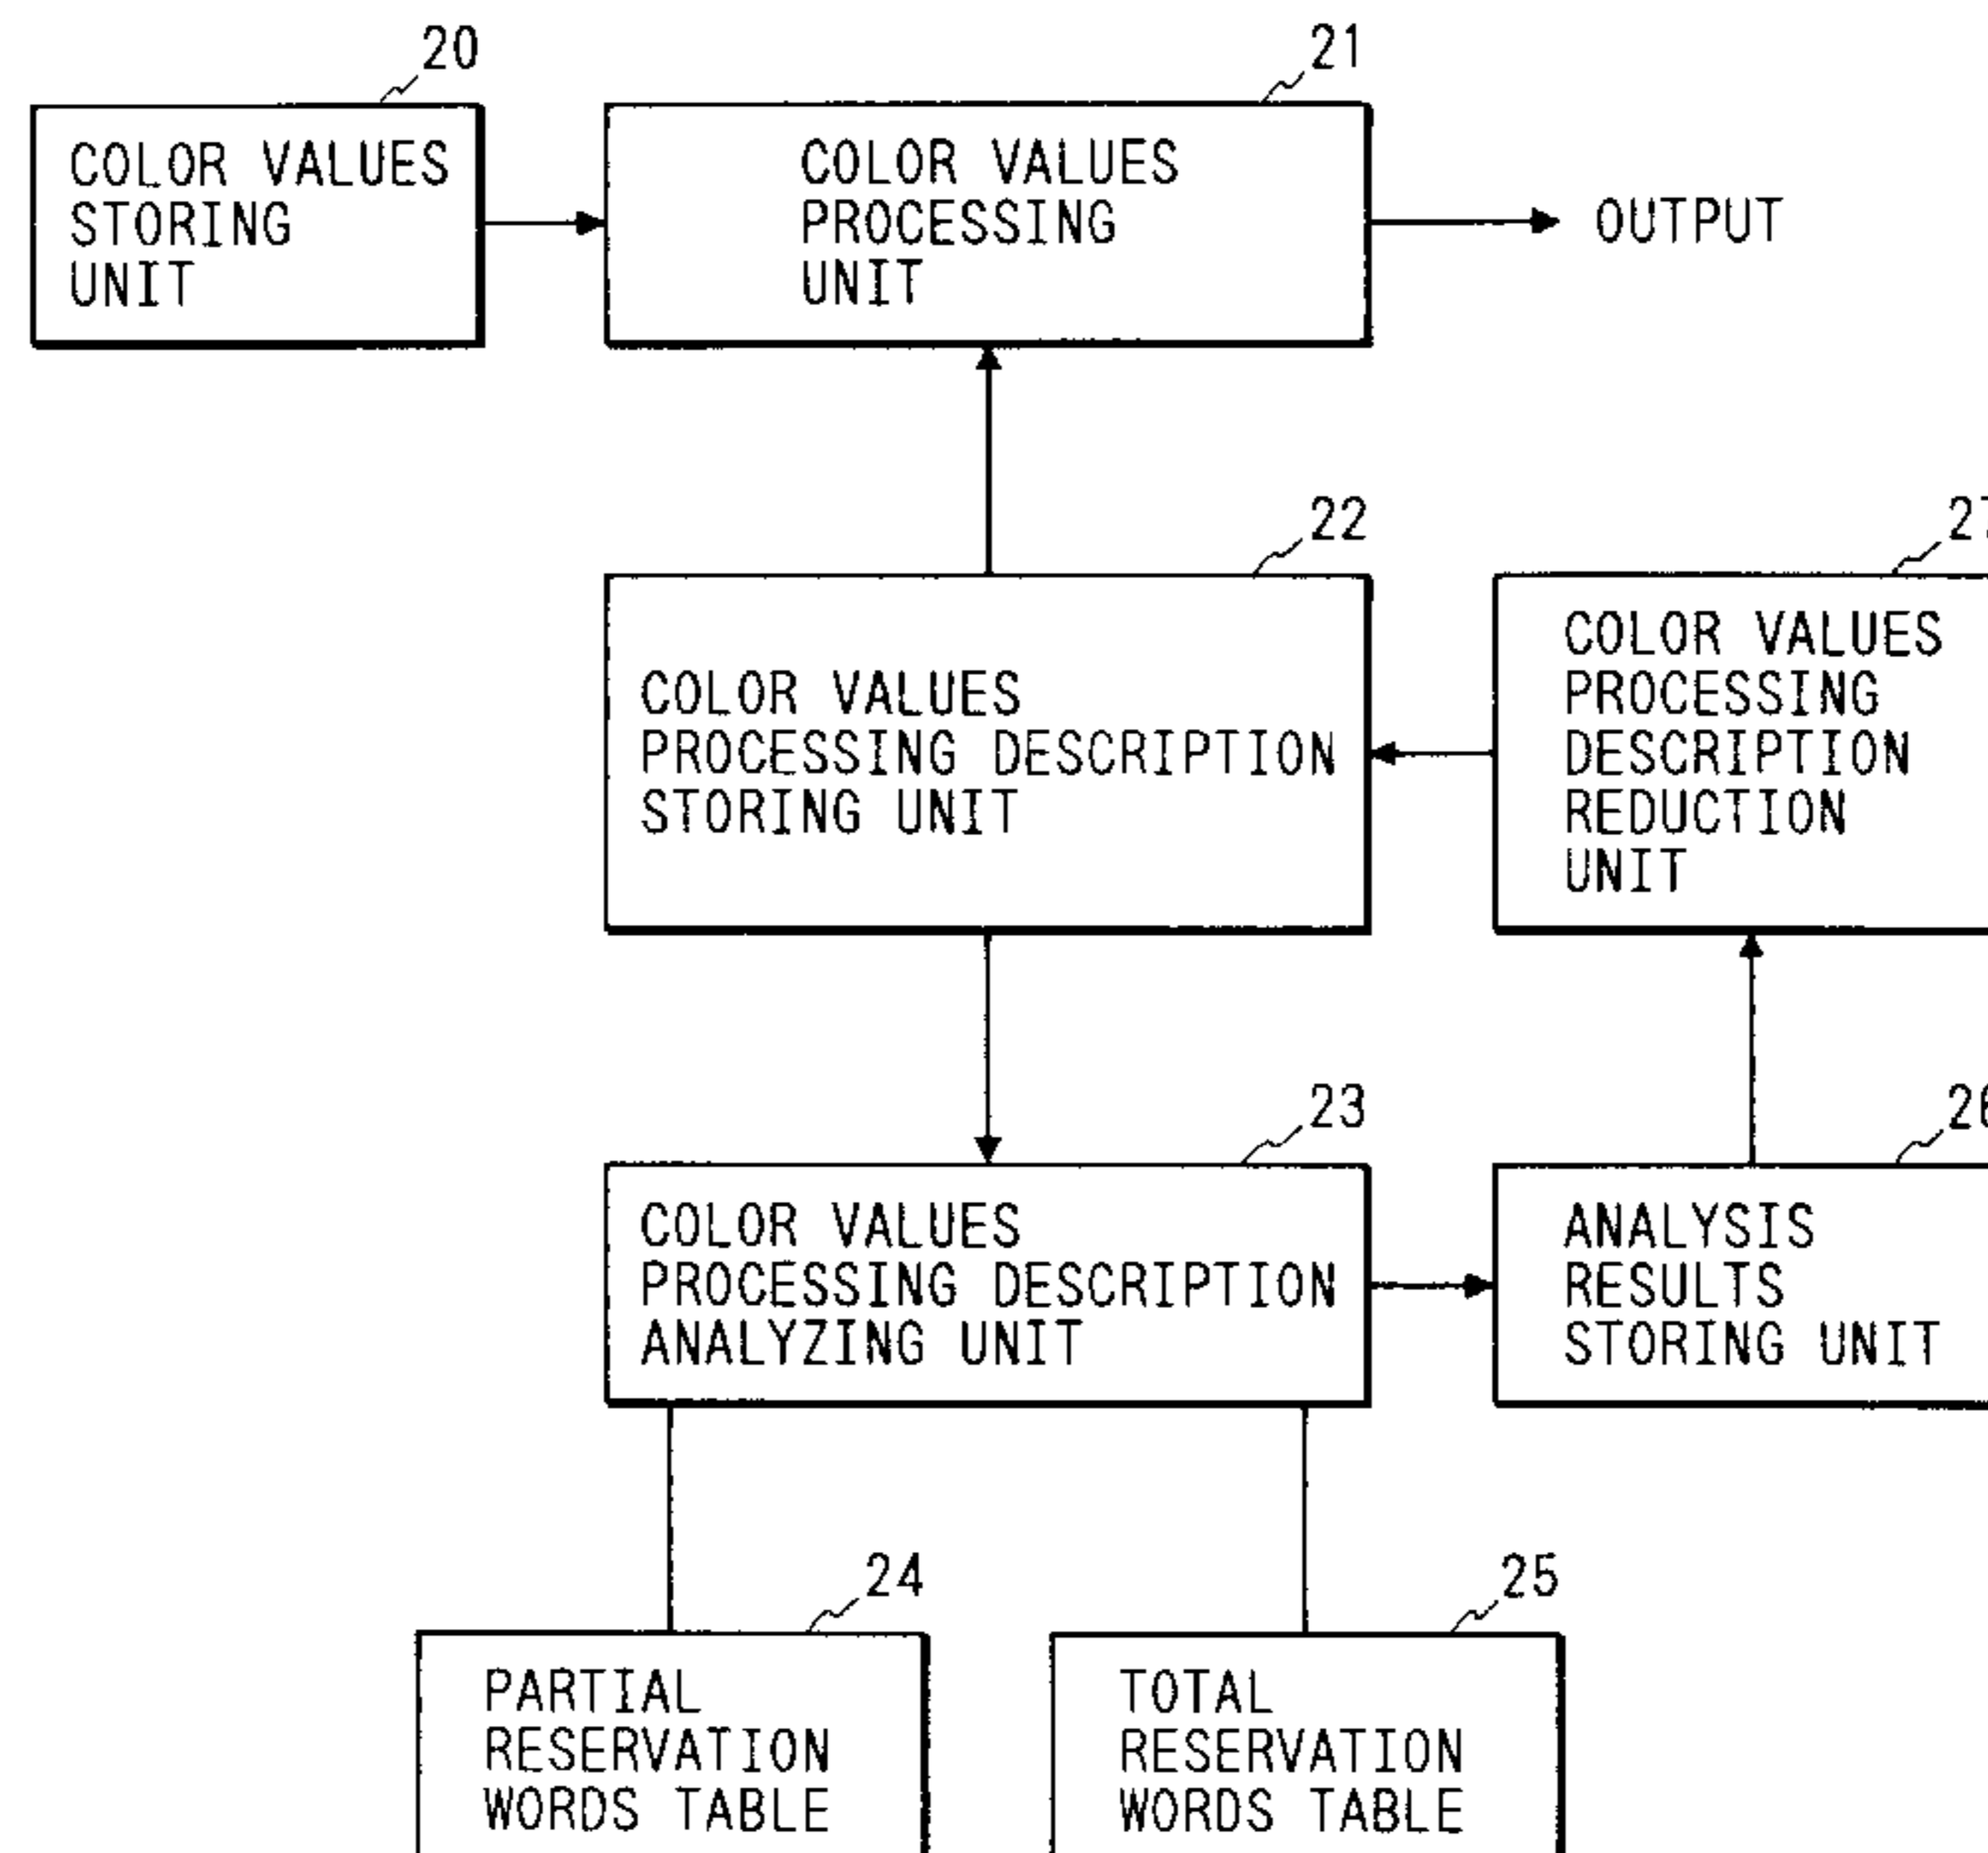 20
COLOR VALUES
STORING
UNIT
21
COLOR VALUES
PROCESSING
UNIT
OUTPUT
22
COLOR VALUES
PROCESSING DESCRIPTION
STORING UNIT
27
COLOR VALUES
PROCESSING
DESCRIPTION
REDUCTION
UNIT
23
COLOR VALUES
PROCESSING DESCRIPTION
ANALYZING UNIT
26
ANALYSIS
RESULTS
STORING UNIT
24
PARTIAL
RESERVATION
WORDS TABLE
25
TOTAL
RESERVATION
WORDS TABLE